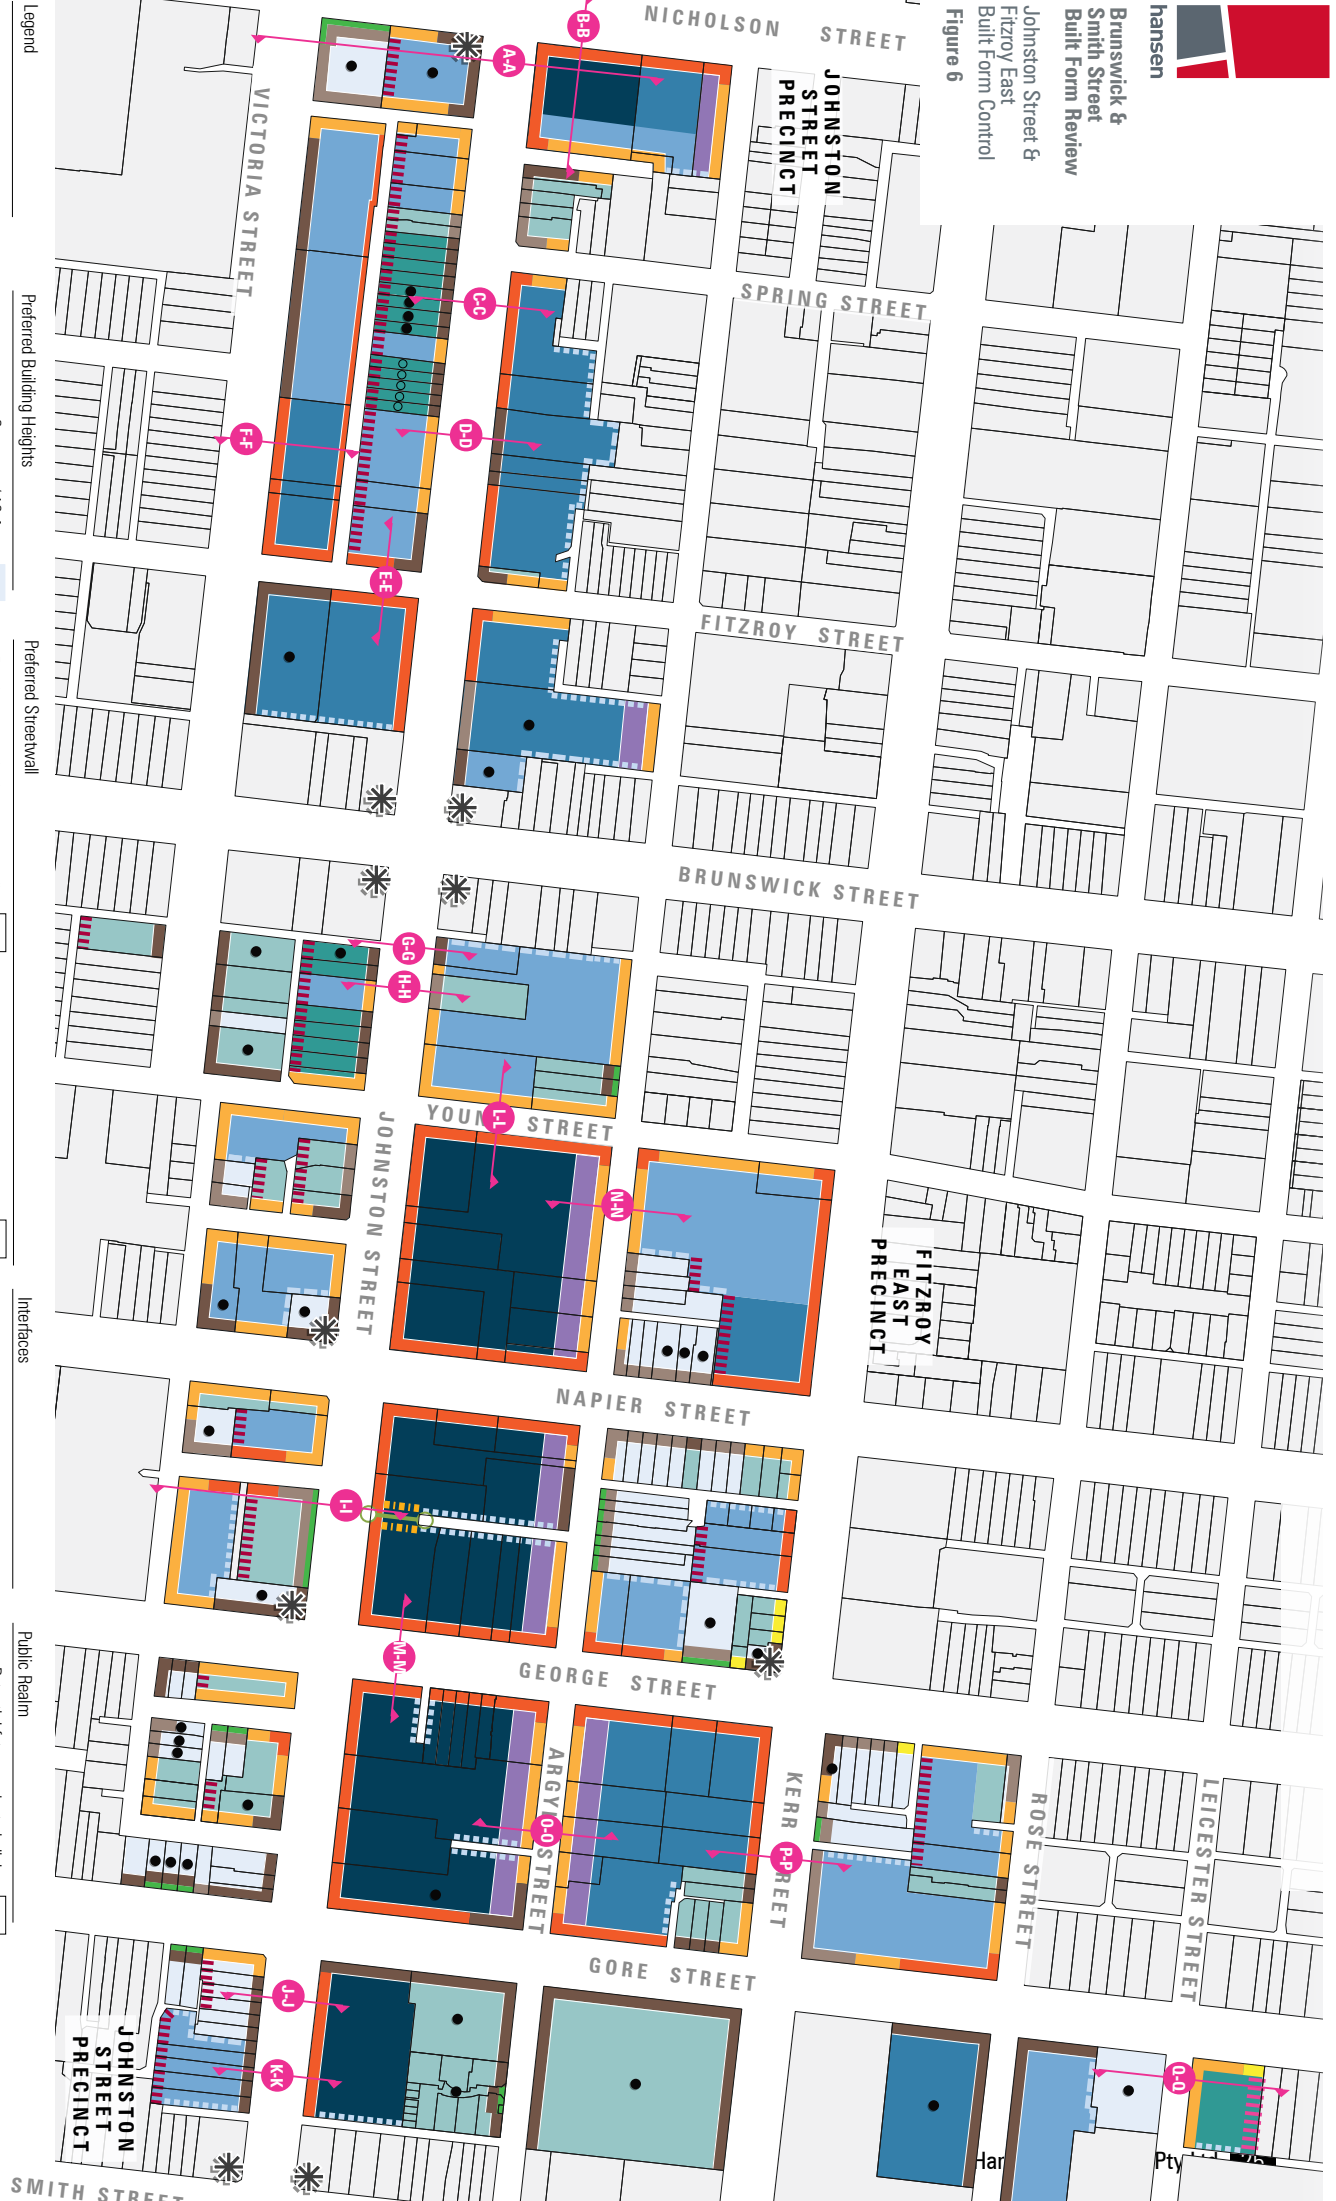 hansen
Brunswick &
Smith Street
Built Form Review
Johnston Street &
Fitzroy East
Built Form Control
Figure 6
NICHOLSON STREET
JOHNSTON
STREET
PRECINCT
VICTORIA STREET
SPRING STREET
FITZROY STREET
BRUNSWICK STREET
JOHNSTON STREET
STREET
FITZROY
EAST
PRECINCT
NAPIER STREET
GEORGE STREET
STREET
KERR
ROSE STREET
LEICESTER STREET
GORE STREET
JOHNSTON
STREET
PRECINCT
SMITH STREET
A-A
B-B
C-C
D-D
E-E
F-F
G-G
H-H
L-L
N-N
I-I
M-M
O-O
P-P
J-J
K-K
Legend
Preferred Building Heights
Preferred Streetwall
Interfaces
Public Realm